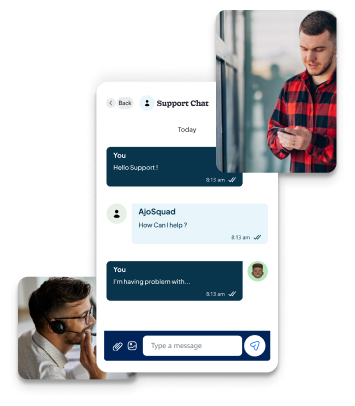 Back
Support Chat
Today
You
Hello Support !
8:13 am
AjoSquad
How Can I help ?
8:13 am
You
I'm having problem with...
8:13 am
Type a message